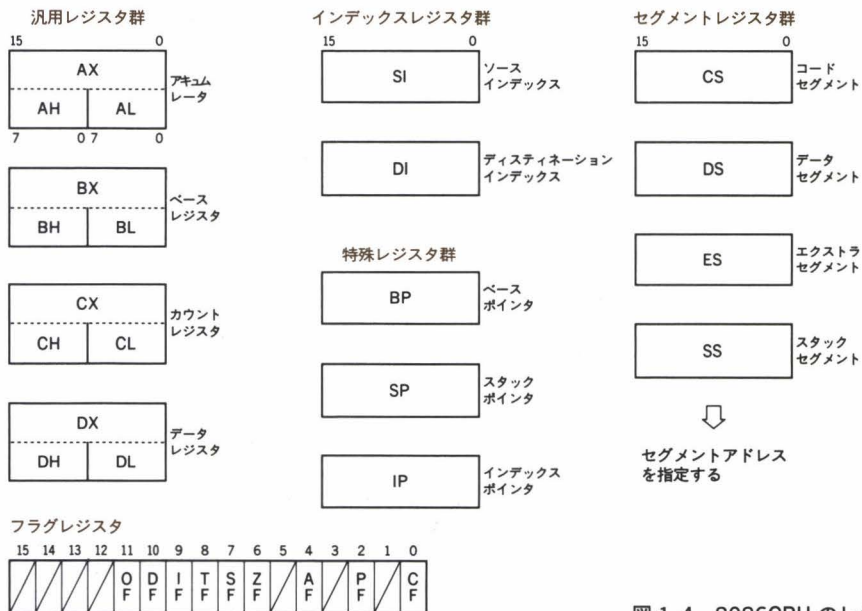 汎用レジスタ群
15 0
AX
AH AL
アキュム
レータ
7 0 7 0
BX
BH BL
ベース
レジスタ
CX
CH CL
カウント
レジスタ
DX
DH DL
データ
レジスタ
インデックスレジスタ群
15 0
SI
ソース
インデックス
DI
ディスティネーション
インデックス
特殊レジスタ群
BP
ベース
ポインタ
SP
スタック
ポインタ
IP
インデックス
ポインタ
セグメントレジスタ群
15 0
CS
コード
セグメント
DS
データ
セグメント
ES
エクストラ
セグメント
SS
スタック
セグメント
セグメントアドレス
を指定する
フラグレジスタ
15 14 13 12 11 10 9 8 7 6 5 4 3 2 1 0
OF DF IF TF SF ZF AF PF CF